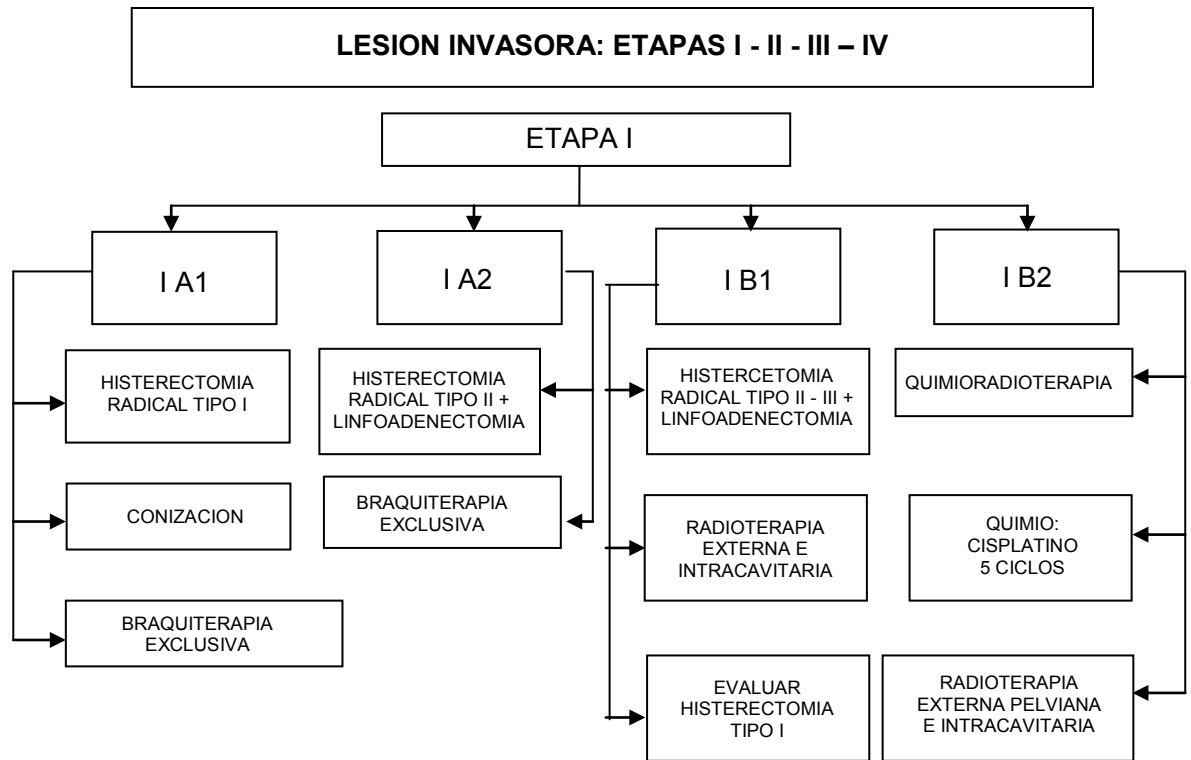 LESION INVASORA: ETAPAS I - II - III – IV
ETAPA I
I A1
I A2
I B1
I B2
HISTERECTOMIA
RADICAL TIPO I
CONIZACION
BRAQUITERAPIA
EXCLUSIVA
HISTERECTOMIA
RADICAL TIPO II +
LINFOADENECTOMIA
BRAQUITERAPIA
EXCLUSIVA
HISTERCETOMIA
RADICAL TIPO II - III +
LINFOADENECTOMIA
RADIOTERAPIA
EXTERNA E
INTRACAVITARIA
EVALUAR
HISTERECTOMIA
TIPO I
QUIMIORADIOTERAPIA
QUIMIO:
CISPLATINO
5 CICLOS
RADIOTERAPIA
EXTERNA PELVIANA
E INTRACAVITARIA